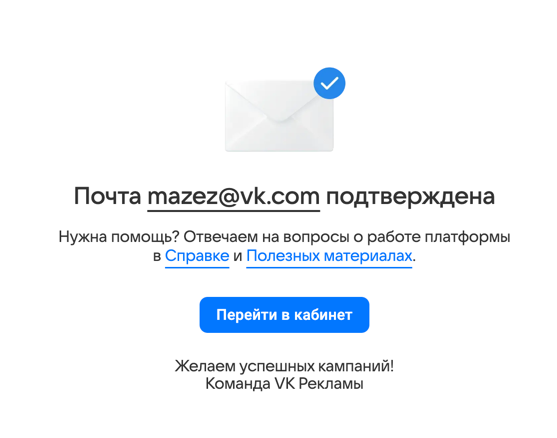 Почта mazez@vk.com подтверждена
Нужна помощь? Отвечаем на вопросы о работе платформы
в Справке и Полезных материалах.
Перейти в кабинет
Желаем успешных кампаний!
Команда VK Рекламы